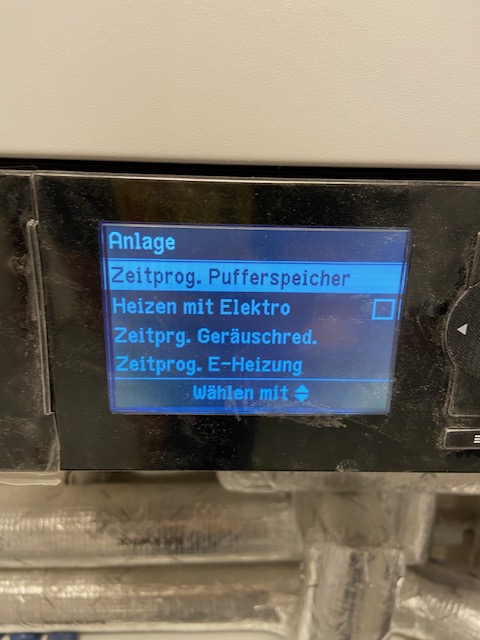 Anlage
Zeitprog. Pufferspeicher
Heizen mit Elektro
Zeitprg. Geräuschred.
Zeitprog. E-Heizung
Wählen mit